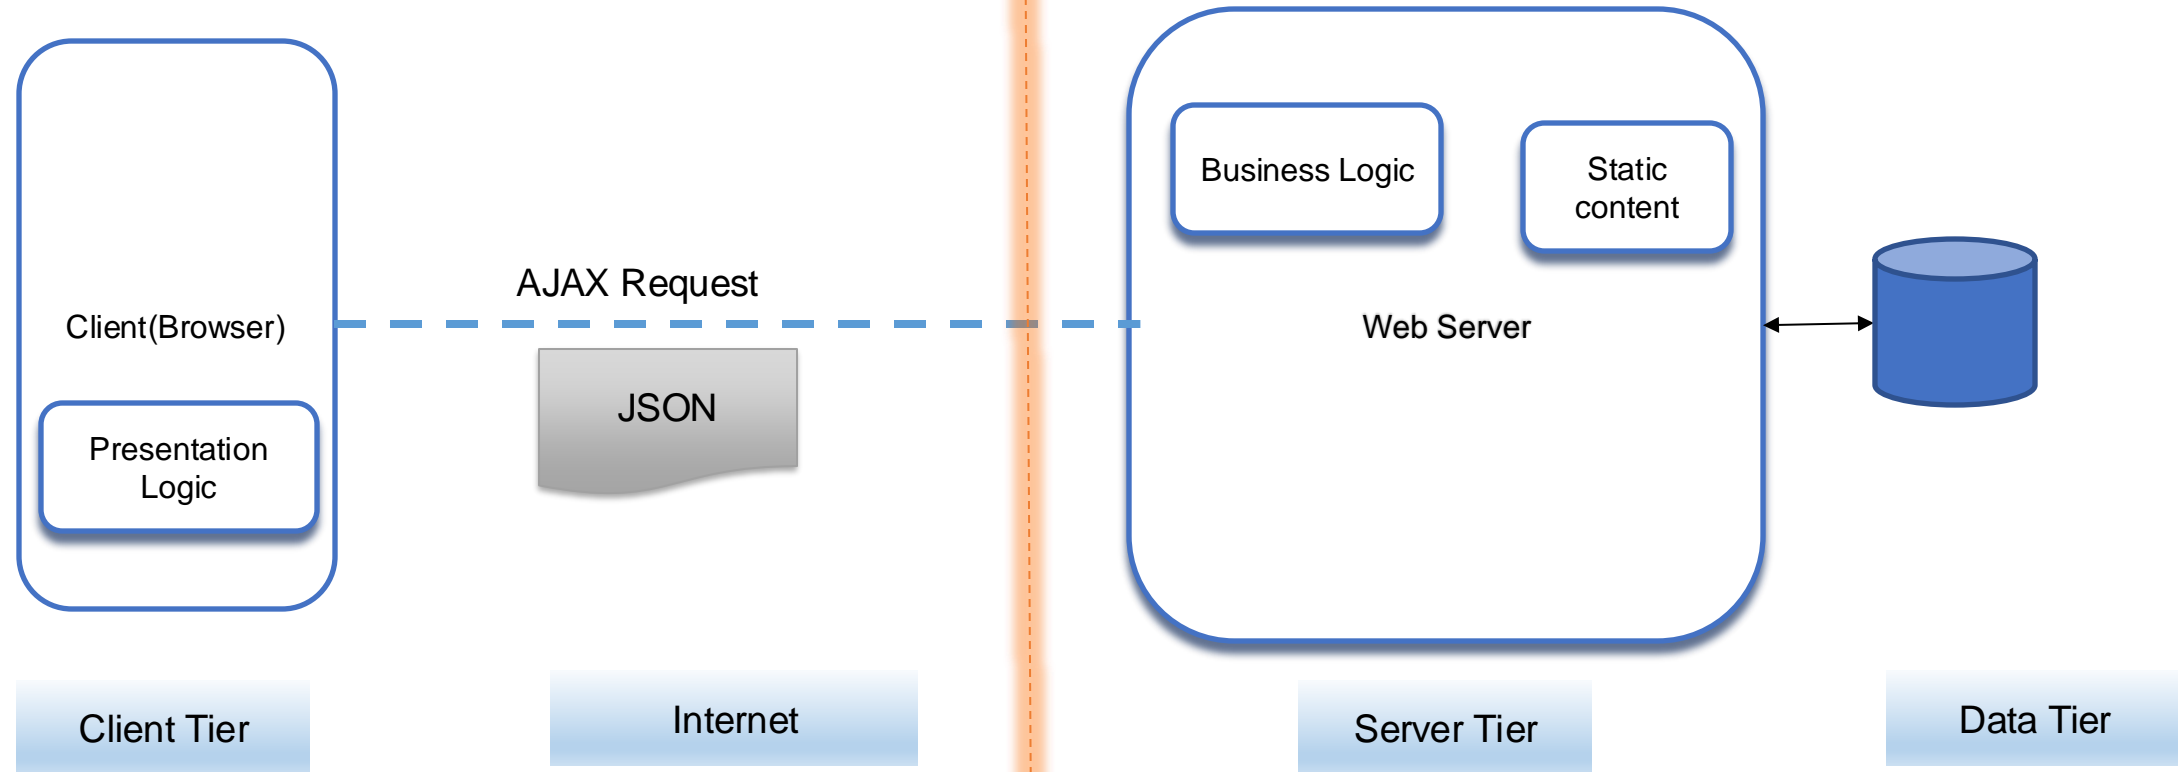 Client(Browser)
Presentation
Logic
AJAX Request
JSON
Business Logic
Static
content
Web Server
Client Tier
Internet
Server Tier
Data Tier